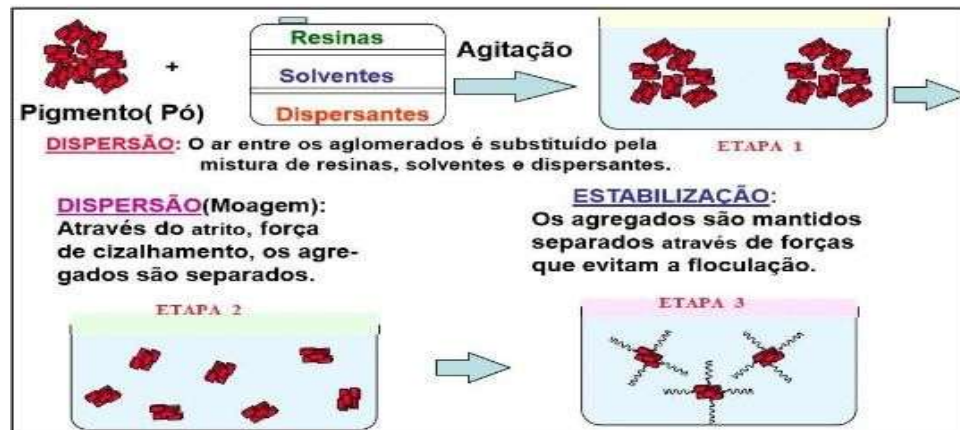 Resinas
Solventes
Dispersantes
+
Pigmento( Pó)
Agitação
DISPERSÃO: O ar entre os aglomerados é substituído pela
mistura de resinas, solventes e dispersantes.
ETAPA 1
DISPERSÃO(Moagem):
Através do atrito, força
de cizalhamento, os agre-
gados são separados.
ETAPA 2
ESTABILIZAÇÃO:
Os agregados são mantidos
separados através de forças
que evitam a floculação.
ETAPA 3